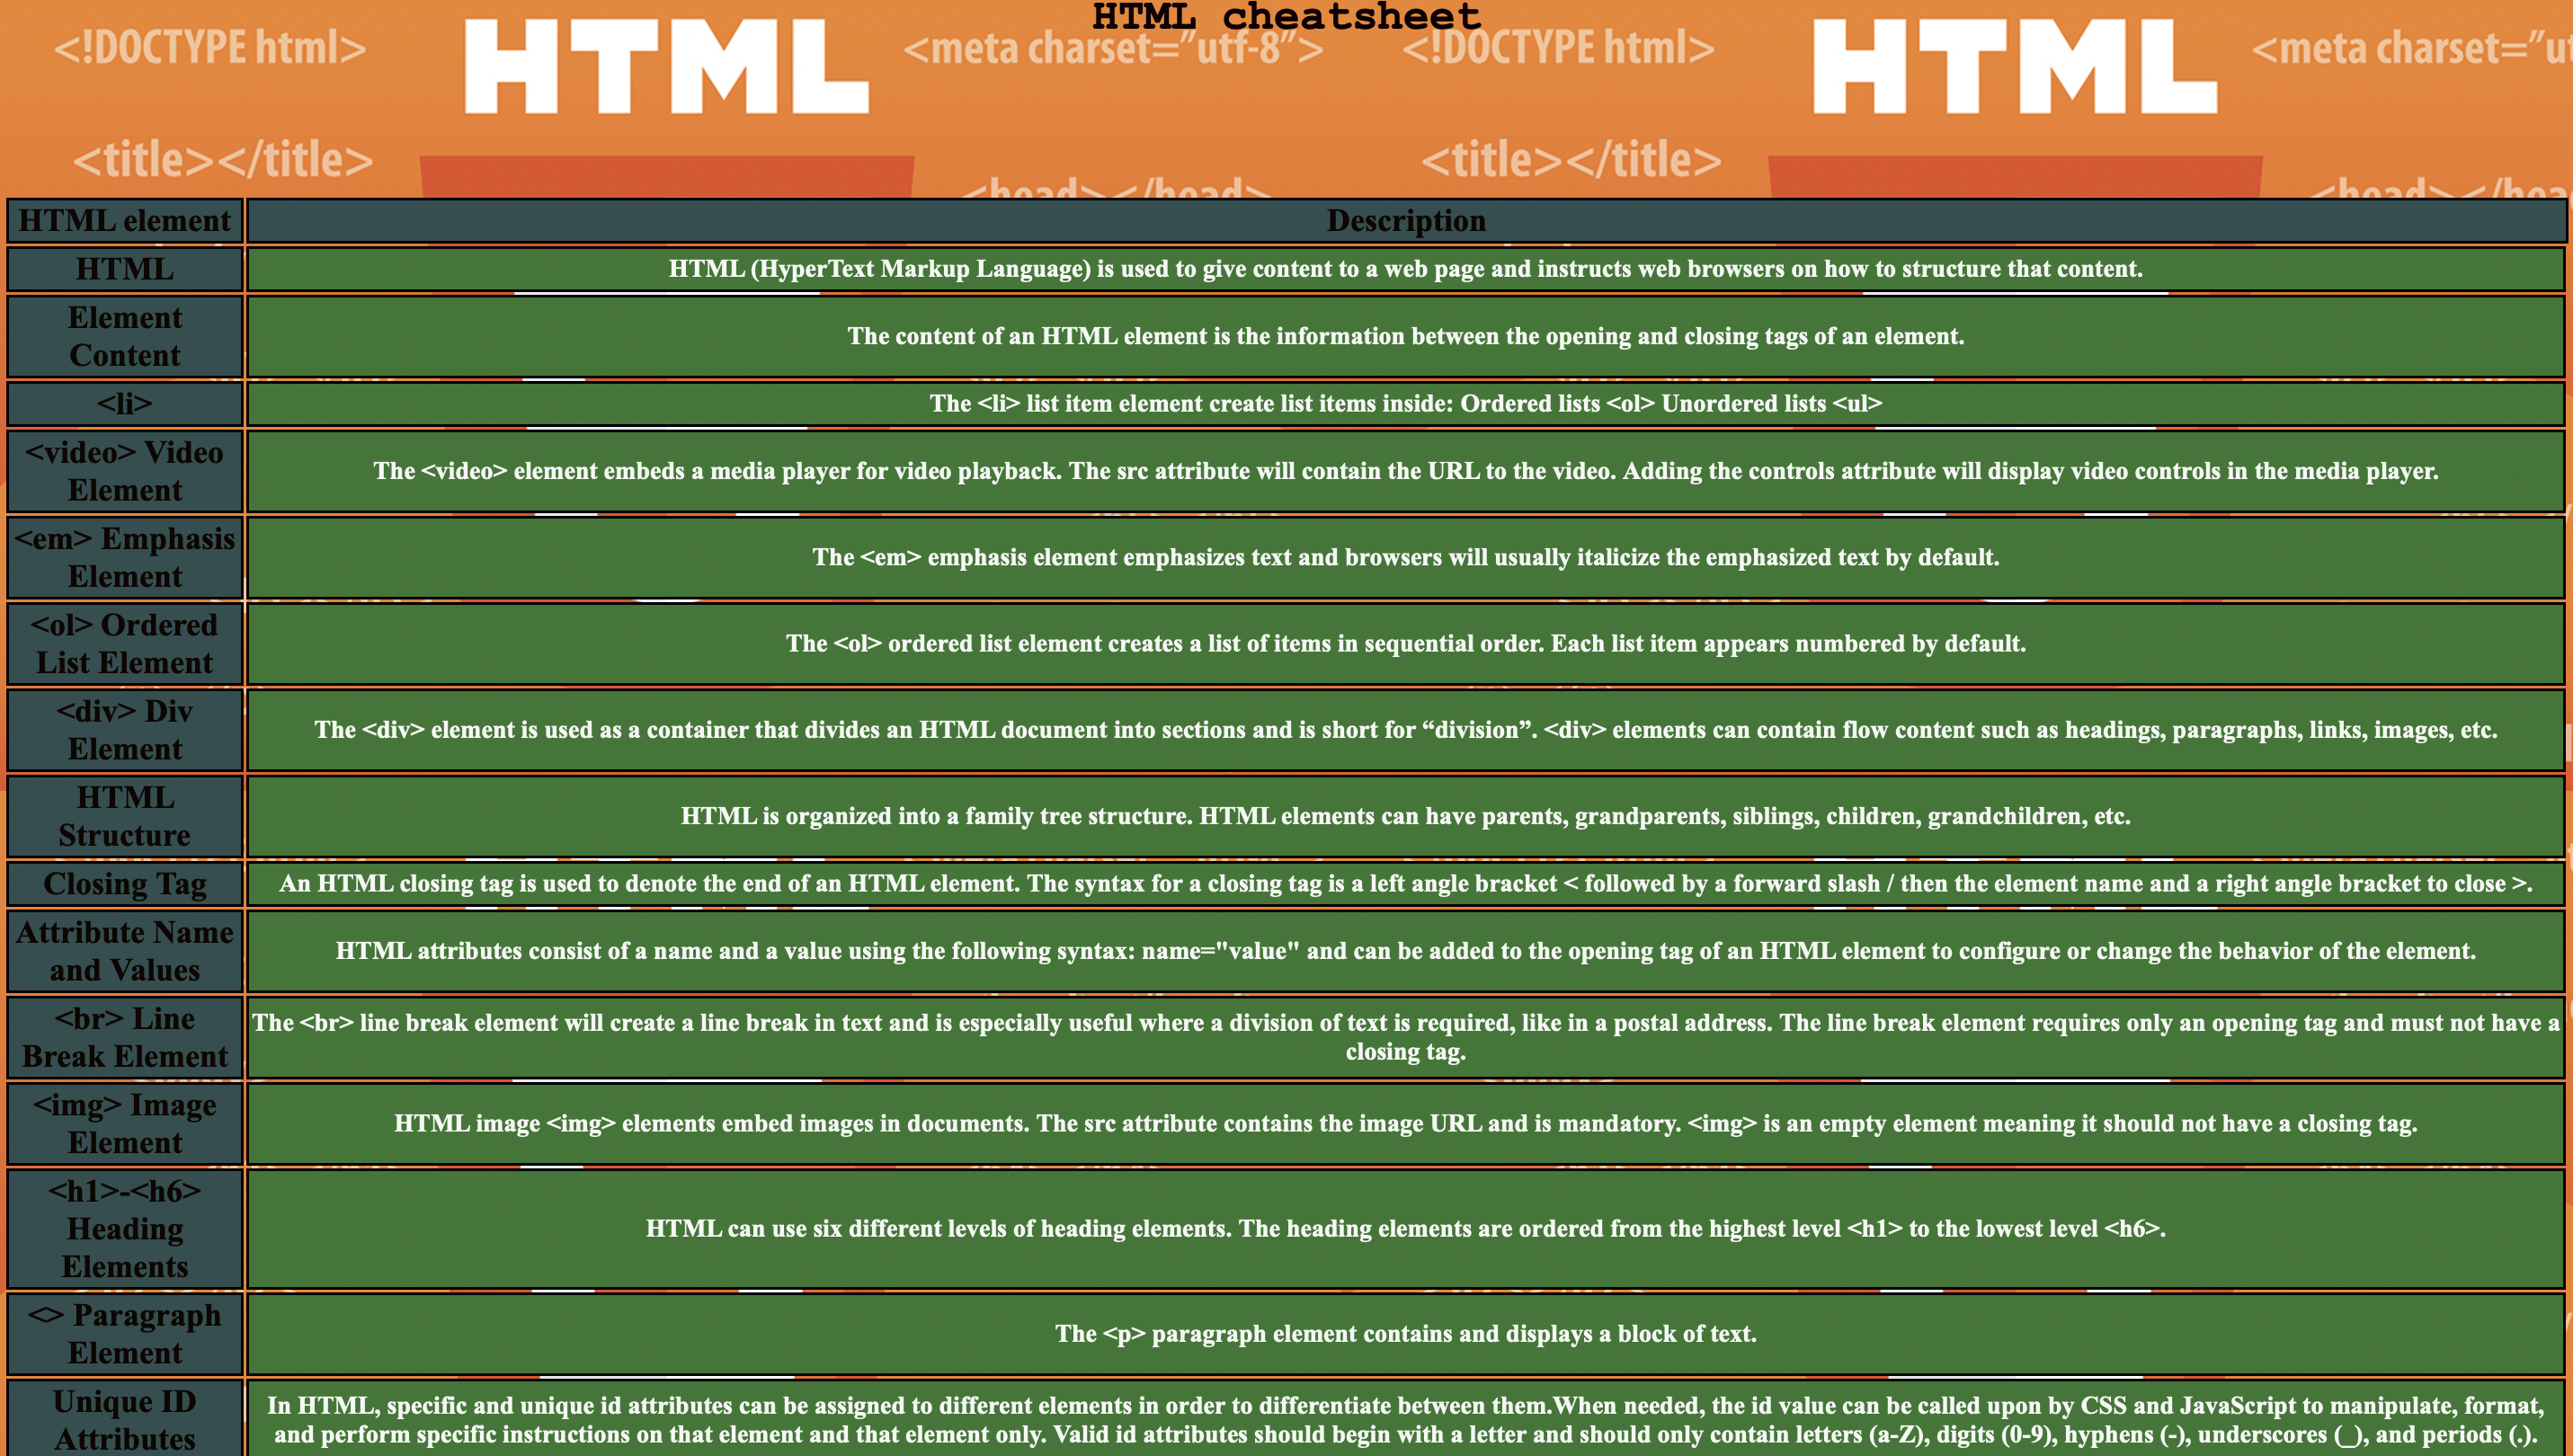 HTML cheatsheet
<!DOCTYPE html>
HTML
<meta charset="utf-8">
<!DOCTYPE html>
HTML
<meta charset="ut
<title></title>
<title></title>
<head></head>
<head></hea
HTML element
Description
HTML
HTML (HyperText Markup Language) is used to give content to a web page and instructs web browsers on how to structure that content.
Element
Content
The content of an HTML element is the information between the opening and closing tags of an element.
<li>
The <li> list item element create list items inside: Ordered lists <ol> Unordered lists <ul>
<video> Video
Element
The <video> element embeds a media player for video playback. The src attribute will contain the URL to the video. Adding the controls attribute will display video controls in the media player.
<em> Emphasis
Element
The <em> emphasis element emphasizes text and browsers will usually italicize the emphasized text by default.
<ol> Ordered
List Element
The <ol> ordered list element creates a list of items in sequential order. Each list item appears numbered by default.
<div> Div
Element
The <div> element is used as a container that divides an HTML document into sections and is short for “division”. <div> elements can contain flow content such as headings, paragraphs, links, images, etc.
HTML
Structure
HTML is organized into a family tree structure. HTML elements can have parents, grandparents, siblings, children, grandchildren, etc.
Closing Tag
An HTML closing tag is used to denote the end of an HTML element. The syntax for a closing tag is a left angle bracket < followed by a forward slash / then the element name and a right angle bracket to close >.
Attribute Name
and Values
HTML attributes consist of a name and a value using the following syntax: name="value" and can be added to the opening tag of an HTML element to configure or change the behavior of the element.
<br> Line
Break Element
The <br> line break element will create a line break in text and is especially useful where a division of text is required, like in a postal address. The line break element requires only an opening tag and must not have a
closing tag.
<img> Image
Element
HTML image <img> elements embed images in documents. The src attribute contains the image URL and is mandatory. <img> is an empty element meaning it should not have a closing tag.
<h1>-<h6>
Heading
Elements
HTML can use six different levels of heading elements. The heading elements are ordered from the highest level <h1> to the lowest level <h6>.
<> Paragraph
Element
The <p> paragraph element contains and displays a block of text.
Unique ID
Attributes
In HTML, specific and unique id attributes can be assigned to different elements in order to differentiate between them.When needed, the id value can be called upon by CSS and JavaScript to manipulate, format,
and perform specific instructions on that element and that element only. Valid id attributes should begin with a letter and should only contain letters (a-Z), digits (0-9), hyphens (-), underscores (_), and periods (.).